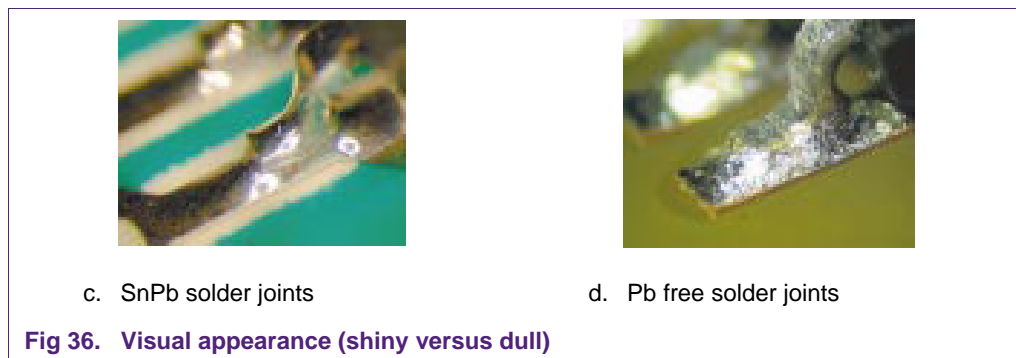 c. SnPb solder joints
d. Pb free solder joints
Fig 36. Visual appearance (shiny versus dull)